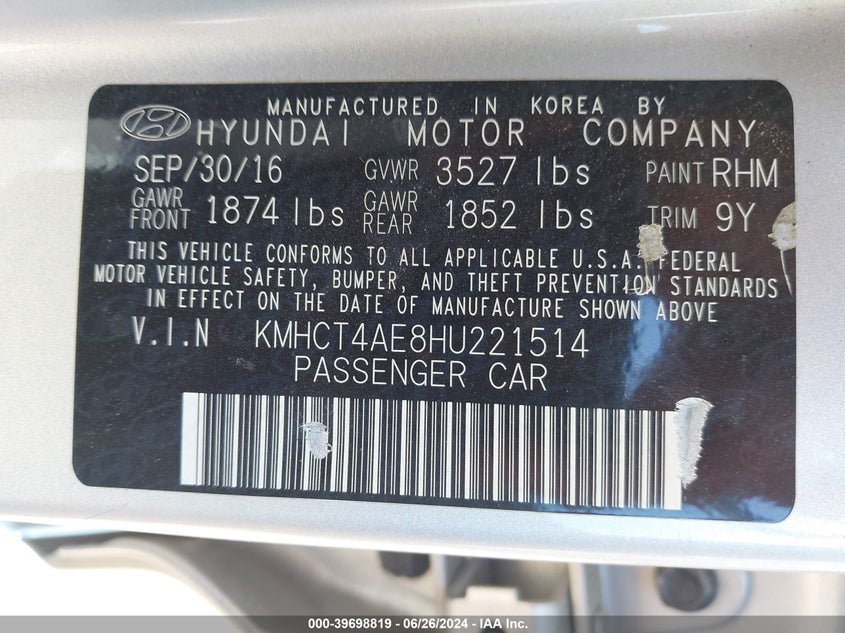 MANUFACTURED IN KOREA BY
HYUNDAI MOTOR COMPANY
SEP/30/16 GVWR 3527 lbs PAINT RHM
GAWR FRONT 1874 lbs GAWR REAR 1852 lbs TRIM 9Y
THIS VEHICLE CONFORMS TO ALL APPLICABLE U.S.A. FEDERAL
MOTOR VEHICLE SAFETY, BUMPER, AND THEFT PREVENTION STANDARDS
IN EFFECT ON THE DATE OF MANUFACTURE SHOWN ABOVE
V.I.N KMHCT4AE8HU221514
PASSENGER CAR
000-39698819 / 06/26/2024 - IAA Inc.